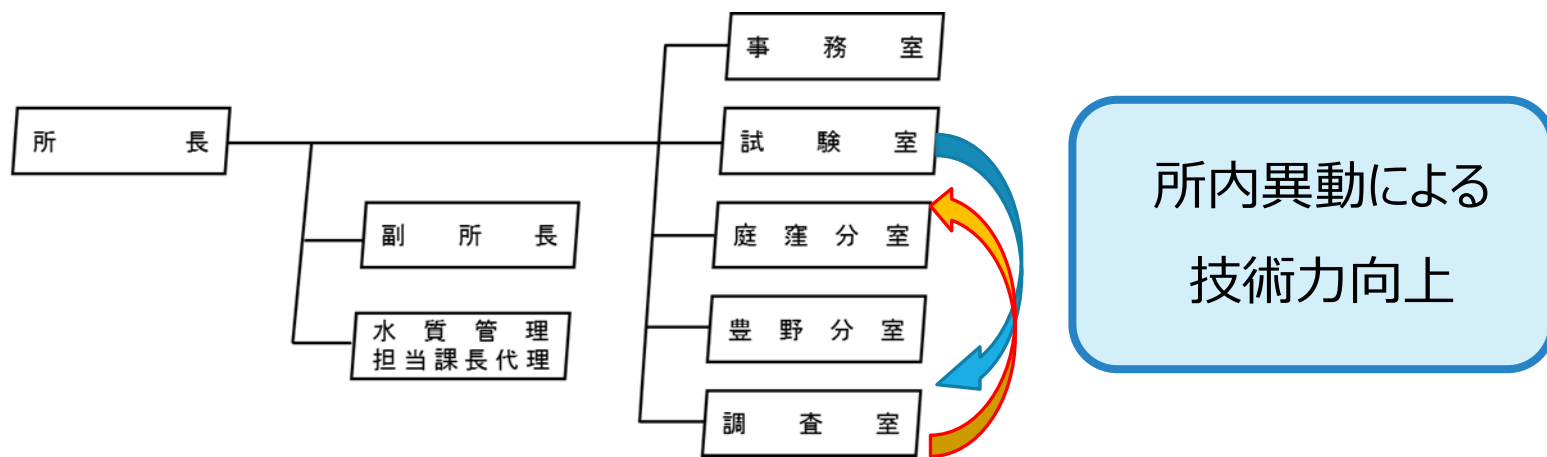 所長
副所長
水質管理
担当課長代理
事務室
試験室
庭窪分室
豊野分室
調査室
所内異動による
技術力向上